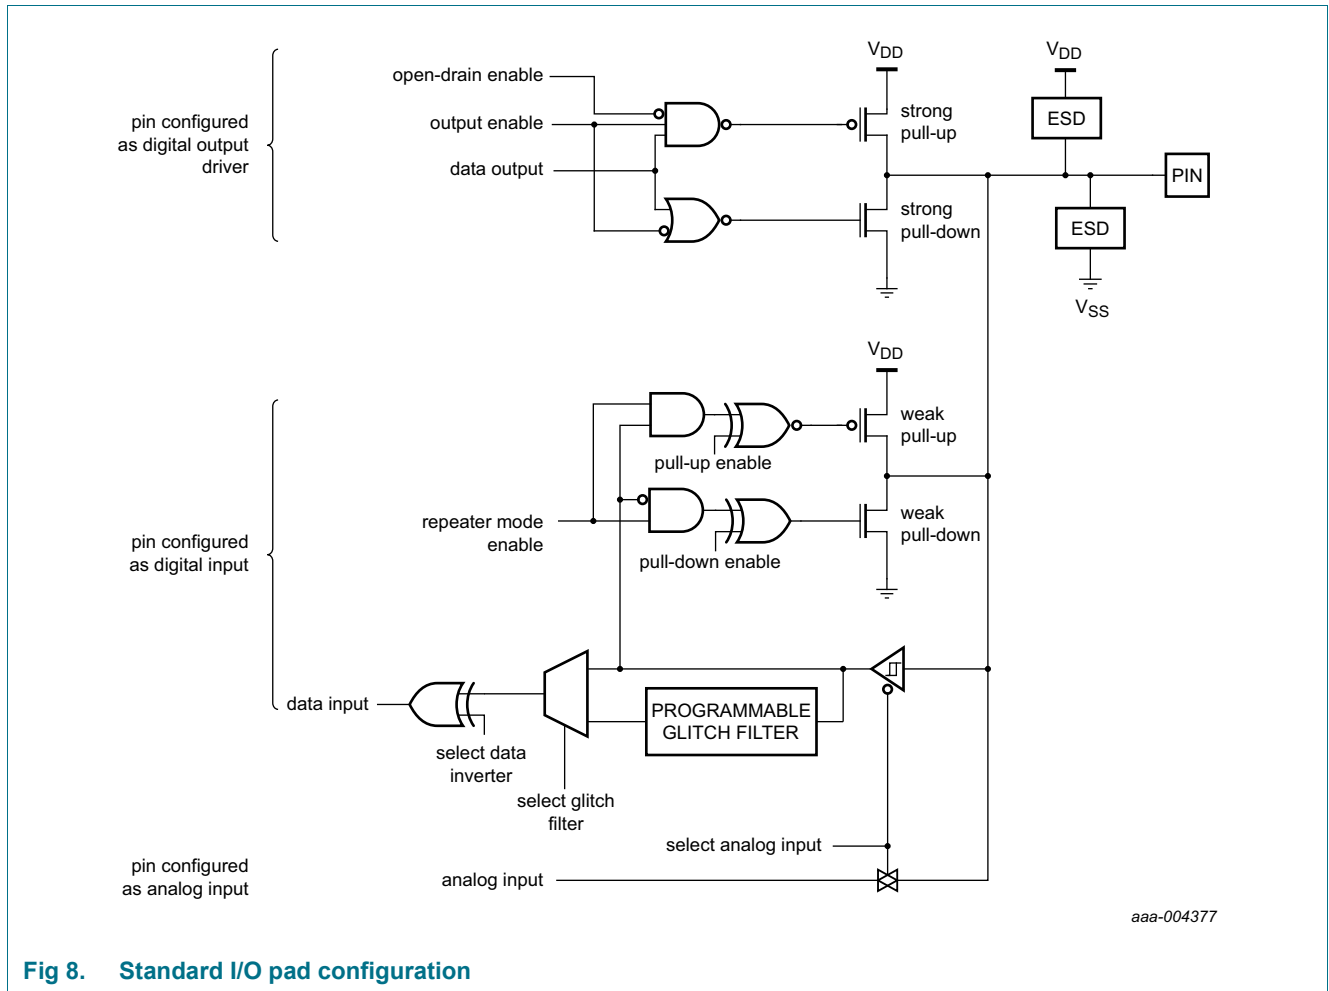 VDD
VDD
open-drain enable
strong
pull-up
ESD
pin configured
as digital output
driver
output enable
data output
PIN
strong
pull-down
ESD
VSS
VDD
weak
pull-up
pull-up enable
repeater mode
enable
weak
pull-down
pull-down enable
pin configured
as digital input
data input
PROGRAMMABLE
GLITCH FILTER
select data
inverter
select glitch
filter
select analog input
pin configured
as analog input
analog input
aaa-004377
Fig 8. Standard I/O pad configuration